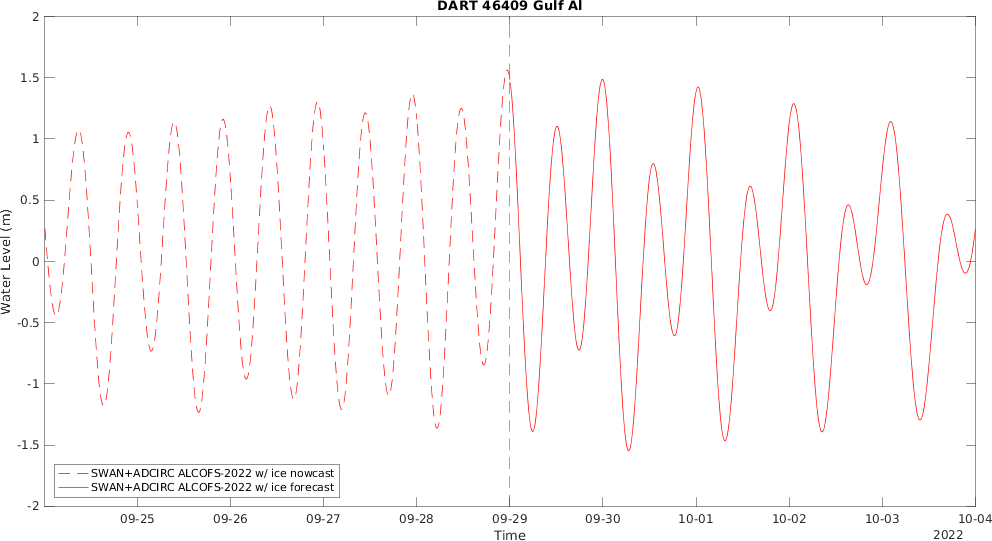 DART 46409 Gulf Al
2
1.5
1
0.5
0
-0.5
-1
-1.5
-2
Water Level (m)
SWAN+ADCIRC ALCOFS-2022 w/ ice nowcast
SWAN+ADCIRC ALCOFS-2022 w/ ice forecast
09-25 09-26 09-27 09-28 09-29 09-30 10-01 10-02 10-03 10-04
Time
2022